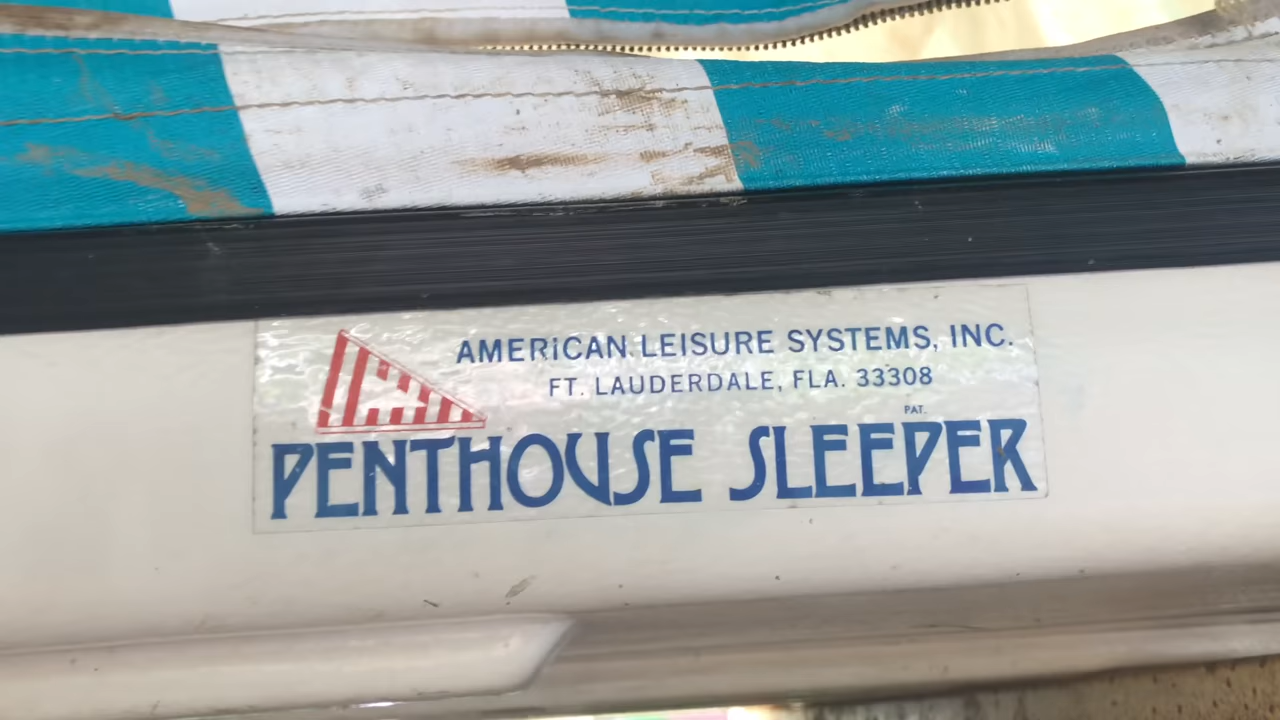 AMERiCAN LEISURE SYSTEMS, INC.
FT. LAUDERDALE, FLA. 33308
PAT.
PENTHOUSE SLEEPER